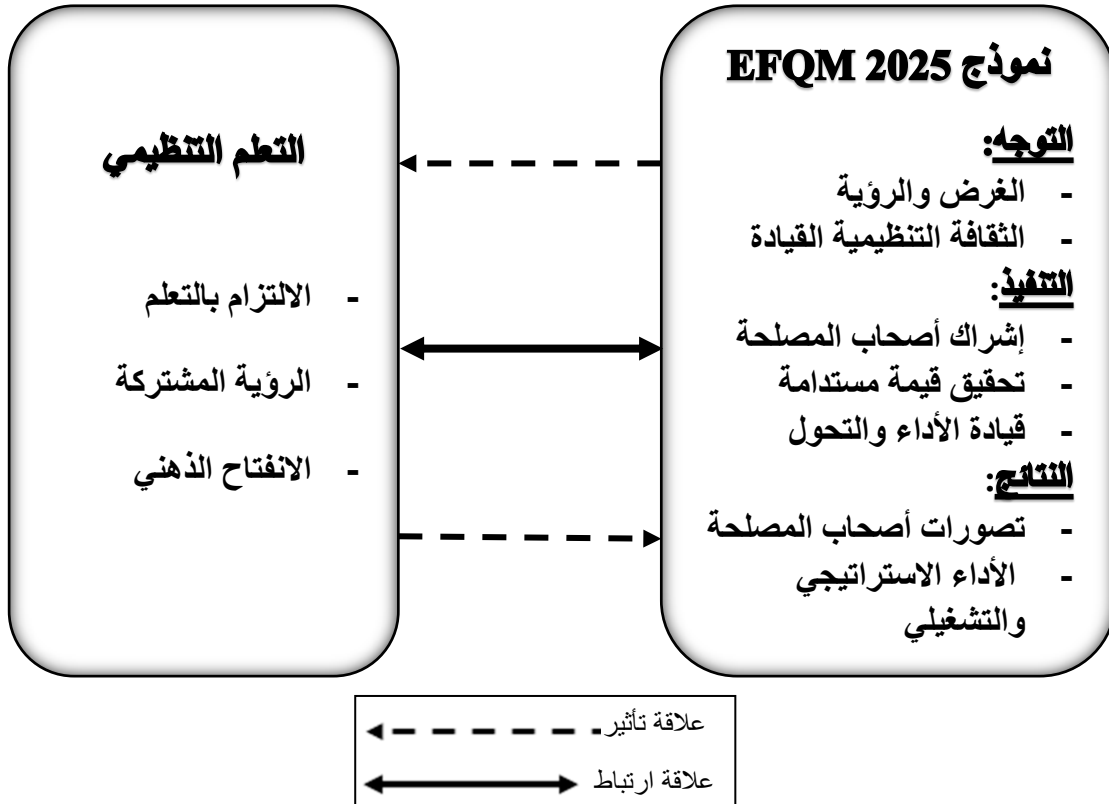 نموذج EFQM 2025
التوجه:
- الغرض والرؤية
- الثقافة التنظيمية القيادة
التنفيذ:
- إشراك أصحاب المصلحة
- تحقيق قيمة مستدامة
- قيادة الأداء والتحول
النتائج:
- تصورات أصحاب المصلحة
- الأداء الاستراتيجي
والتشغيلي
التعلم التنظيمي
- الالتزام بالتعلم
- الرؤية المشتركة
- الانفتاح الذهني
علاقة تأثير
علاقة ارتباط